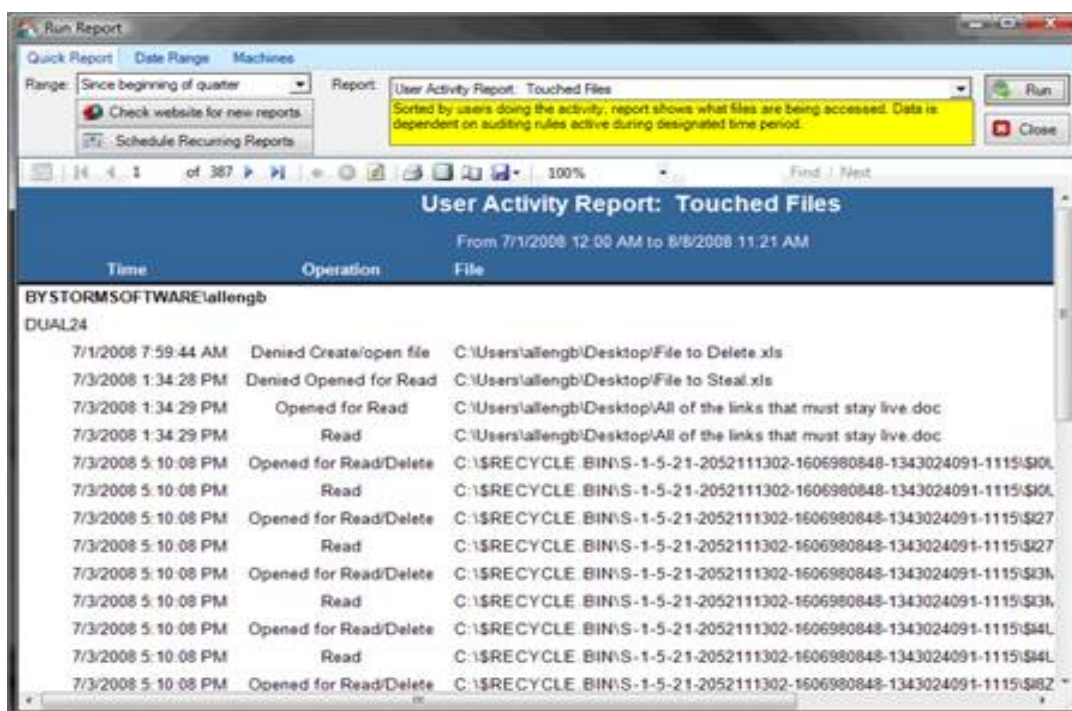 Run Report
Quick Report Date Range Machines
Range: Since beginning of quarter Report: User Activity Report: Touched Files Run
Check website for new reports Sorted by users doing the activity, report shows what files are being accessed. Data is
Schedule Recurring Reports dependent on auditing rules active during designated time period. Close
1 of 387 100% Find | Next
User Activity Report: Touched Files
From 7/1/2008 12:00 AM to 8/8/2008 11:21 AM
Time Operation File
BYSTORMSOFTWARE\allengb
DUAL24
7/1/2008 7:59:44 AM Denied Create/open file C:\Users\allengb\Desktop\File to Delete.xls
7/3/2008 1:34:28 PM Denied Opened for Read C:\Users\allengb\Desktop\File to Steal.xls
7/3/2008 1:34:29 PM Opened for Read C:\Users\allengb\Desktop\All of the links that must stay live.doc
7/3/2008 1:34:29 PM Read C:\Users\allengb\Desktop\All of the links that must stay live.doc
7/3/2008 5:10:08 PM Opened for Read/Delete C:\$RECYCLE.BIN\S-1-5-21-2052111302-1606980848-1343024091-1115\
7/3/2008 5:10:08 PM Read C:\$RECYCLE.BIN\S-1-5-21-2052111302-1606980848-1343024091-1115\
7/3/2008 5:10:08 PM Opened for Read/Delete C:\$RECYCLE.BIN\S-1-5-21-2052111302-1606980848-1343024091-1115\$I27
7/3/2008 5:10:08 PM Read C:\$RECYCLE.BIN\S-1-5-21-2052111302-1606980848-1343024091-1115\$I27
7/3/2008 5:10:08 PM Opened for Read/Delete C:\$RECYCLE.BIN\S-1-5-21-2052111302-1606980848-1343024091-1115\
7/3/2008 5:10:08 PM Read C:\$RECYCLE.BIN\S-1-5-21-2052111302-1606980848-1343024091-1115\
7/3/2008 5:10:08 PM Opened for Read/Delete C:\$RECYCLE.BIN\S-1-5-21-2052111302-1606980848-1343024091-1115\
7/3/2008 5:10:08 PM Read C:\$RECYCLE.BIN\S-1-5-21-2052111302-1606980848-1343024091-1115\
7/3/2008 5:10:08 PM Opened for Read/Delete C:\$RECYCLE.BIN\S-1-5-21-2052111302-1606980848-1343024091-1115\